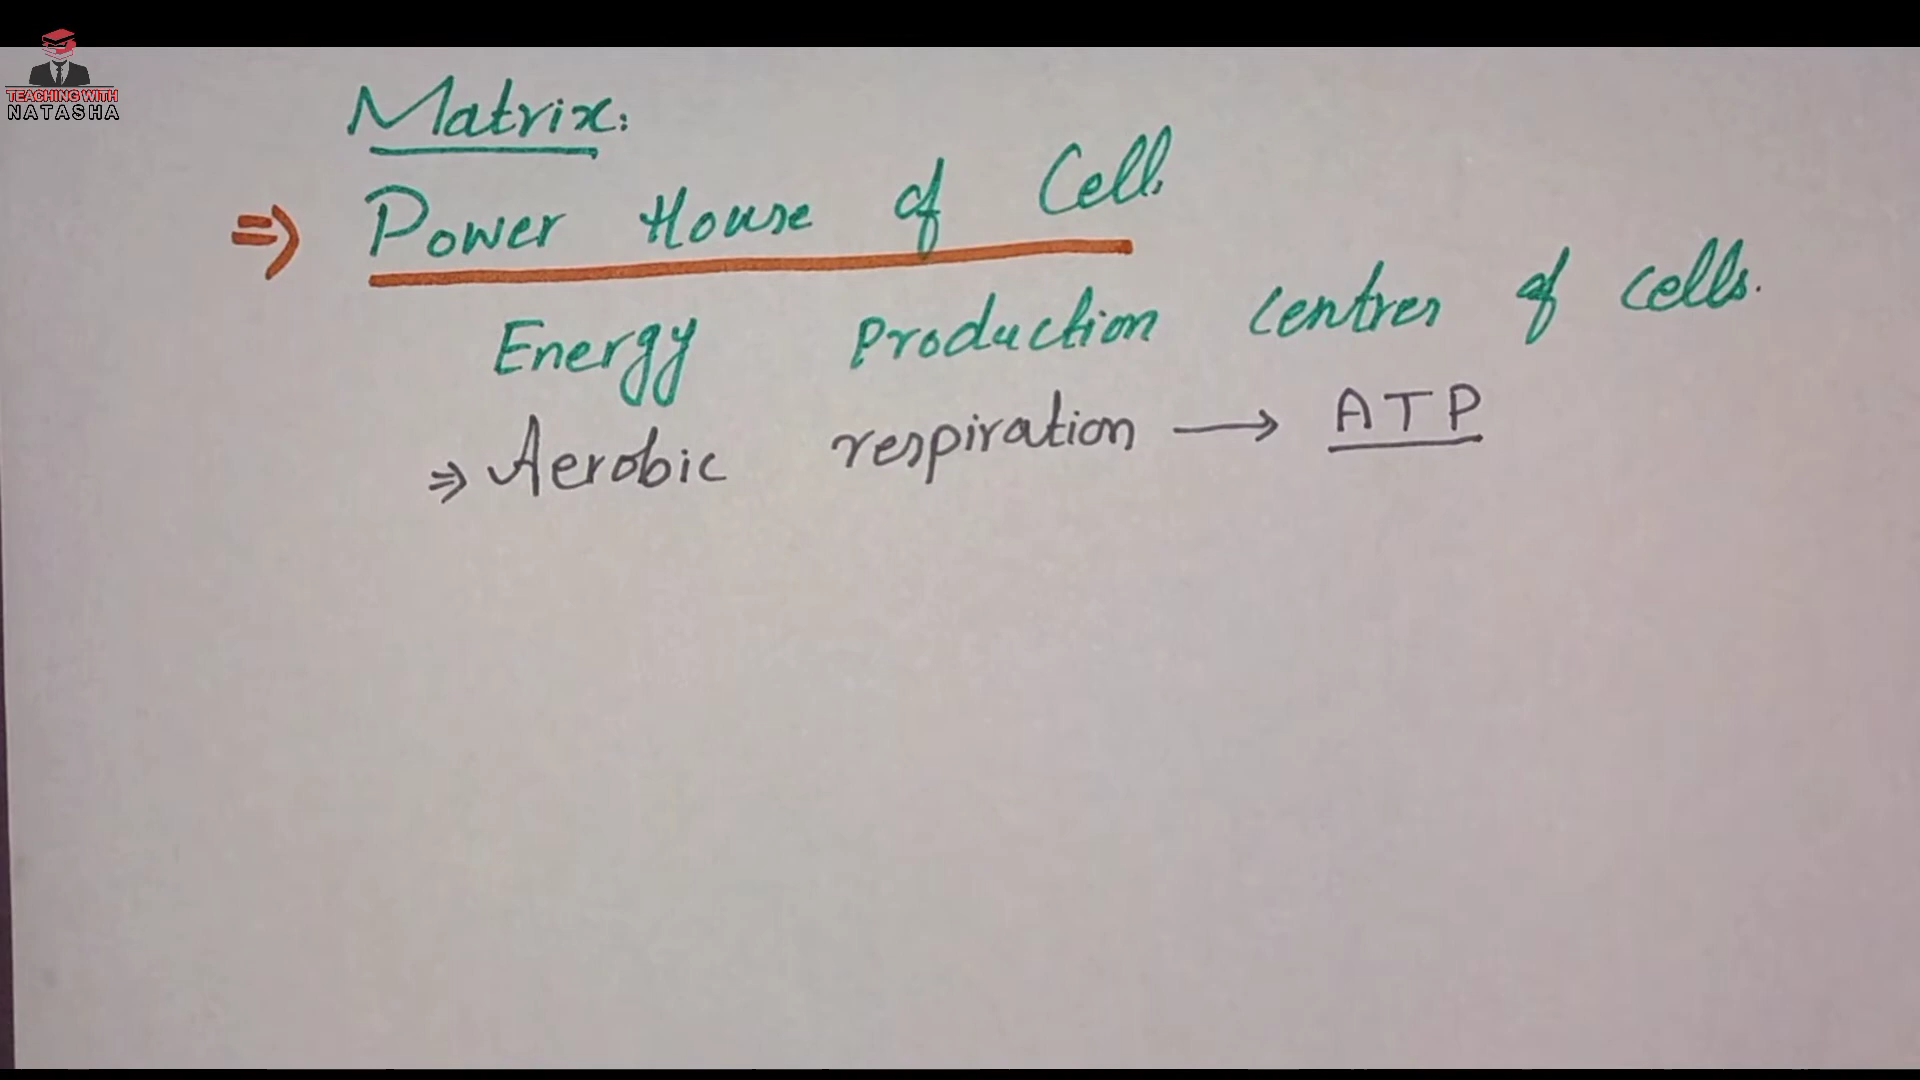 TEACHING WITH
NATASHA
Matrix:
⇒ Power House of Cell.
Energy Production centres of cells.
⇒ Aerobic respiration → ATP